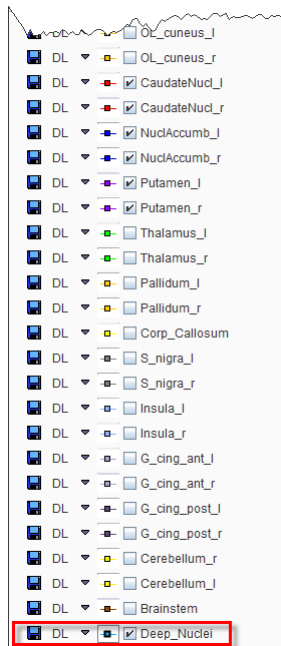 OL_cuneus_l
DL OL_cuneus_r
DL CaudateNucl_l
DL CaudateNucl_r
DL NuclAccumb_l
DL NuclAccumb_r
DL Putamen_l
DL Putamen_r
DL Thalamus_l
DL Thalamus_r
DL Pallidum_l
DL Pallidum_r
DL Corp_Callosum
DL S_nigra_l
DL S_nigra_r
DL Insula_l
DL Insula_r
DL G_cing_ant_l
DL G_cing_ant_r
DL G_cing_post_l
DL G_cing_post_r
DL Cerebellum_r
DL Cerebellum_l
DL Brainstem
DL Deep_Nuclei